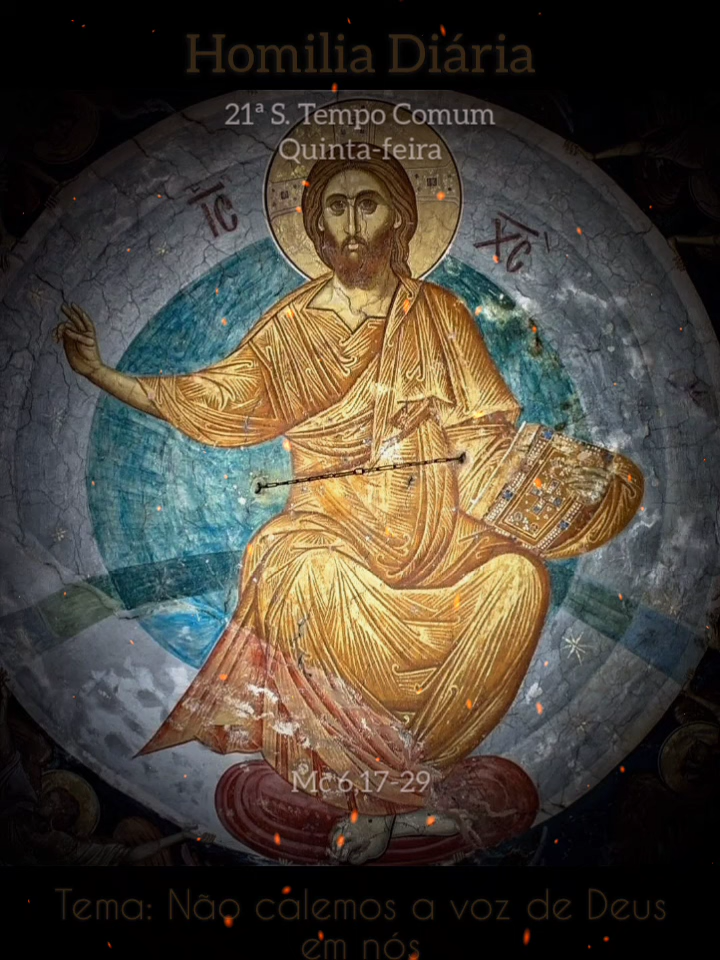 Homilia Diária
21ª S. Tempo Comum
Quinta-feira
IC
XC
Mc 6,17-29
Tema: Não calemos a voz de Deus
em nós